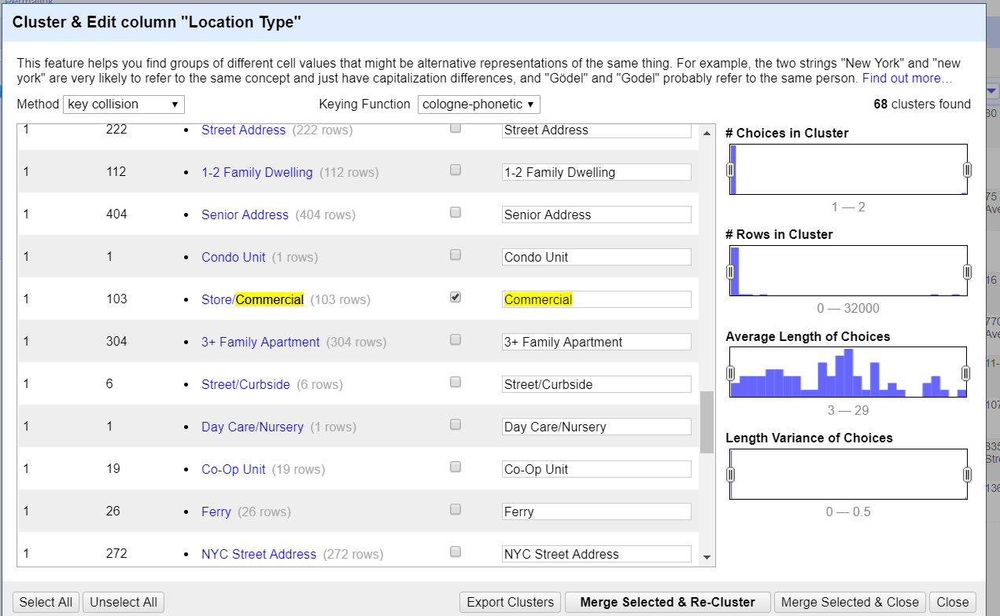 Permalink
Cluster & Edit column "Location Type"
This feature helps you find groups of different cell values that might be alternative representations of the same thing. For example, the two strings "New York" and "new
york" are very likely to refer to the same concept and just have capitalization differences, and "Gödel" and "Godel" probably refer to the same person. Find out more…
Method key collision Keying Function cologne-phonetic 68 clusters found
1 222 • Street Address (222 rows) Street Address
1 112 • 1-2 Family Dwelling (112 rows) 1-2 Family Dwelling
1 404 • Senior Address (404 rows) Senior Address
1 1 • Condo Unit (1 rows) Condo Unit
1 103 • Store/Commercial (103 rows) Commercial
1 304 • 3+ Family Apartment (304 rows) 3+ Family Apartment
1 6 • Street/Curbside (6 rows) Street/Curbside
1 1 • Day Care/Nursery (1 rows) Day Care/Nursery
1 19 • Co-Op Unit (19 rows) Co-Op Unit
1 26 • Ferry (26 rows) Ferry
1 272 • NYC Street Address (272 rows) NYC Street Address
# Choices in Cluster
1 — 2
# Rows in Cluster
0 — 32000
Average Length of Choices
3 — 29
Length Variance of Choices
0 — 0.5
Select All Unselect All Export Clusters Merge Selected & Re-Cluster Merge Selected & Close Close